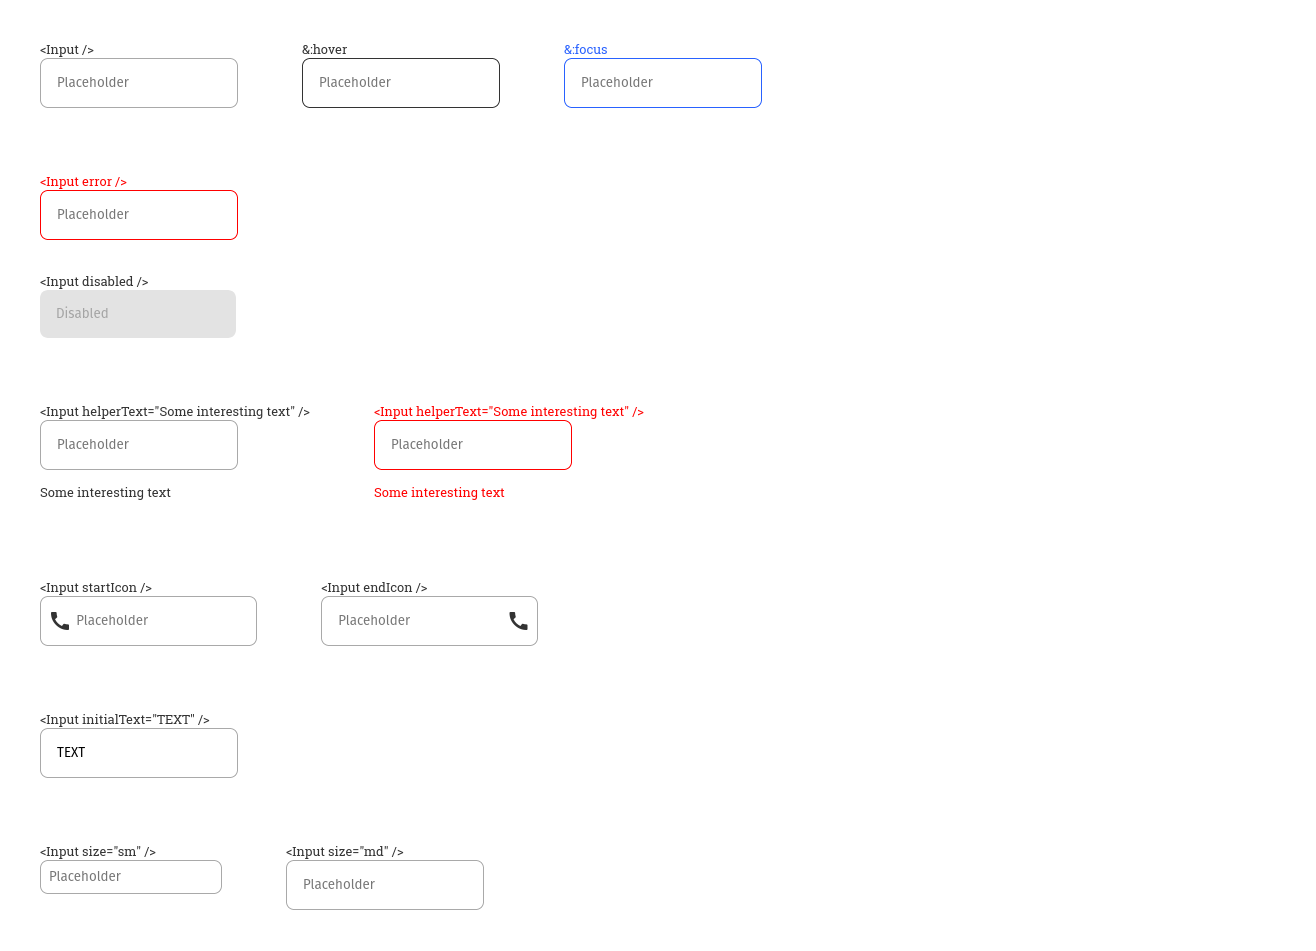 <Input />
&:hover
&:focus
Placeholder
Placeholder
Placeholder
<Input error />
Placeholder
<Input disabled />
Disabled
<Input helperText="Some interesting text" />
<Input helperText="Some interesting text" />
Placeholder
Placeholder
Some interesting text
Some interesting text
<Input startIcon />
<Input endIcon />
Placeholder
Placeholder
<Input initialText="TEXT" />
TEXT
<Input size="sm" />
<Input size="md" />
Placeholder
Placeholder